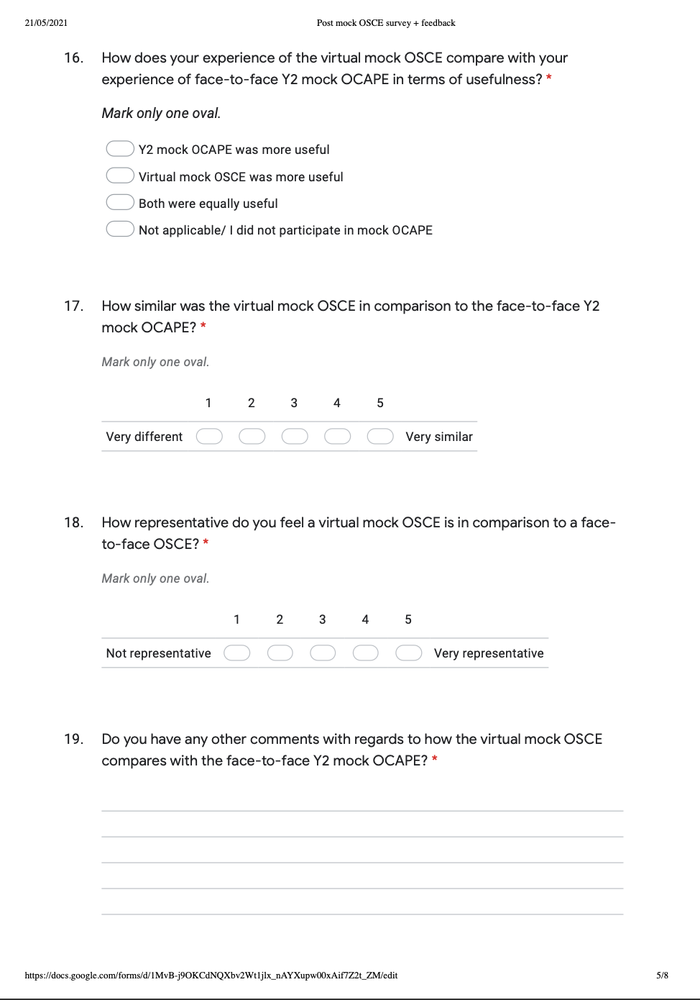 21/05/2021 Post mock OSCE survey + feedback
16. How does your experience of the virtual mock OSCE compare with your
experience of face-to-face Y2 mock OCAPE in terms of usefulness? *
Mark only one oval.
Y2 mock OCAPE was more useful
Virtual mock OSCE was more useful
Both were equally useful
Not applicable/ I did not participate in mock OCAPE
17. How similar was the virtual mock OSCE in comparison to the face-to-face Y2
mock OCAPE? *
Mark only one oval.
1 2 3 4 5
Very different Very similar
18. How representative do you feel a virtual mock OSCE is in comparison to a face-
to-face OSCE? *
Mark only one oval.
1 2 3 4 5
Not representative Very representative
19. Do you have any other comments with regards to how the virtual mock OSCE
compares with the face-to-face Y2 mock OCAPE? *
https://docs.google.com/forms/d/1MvB-j9OKCdNQXbv2Wt1jlx_nAYXupw00xAif7Z2t_ZM/edit 5/8